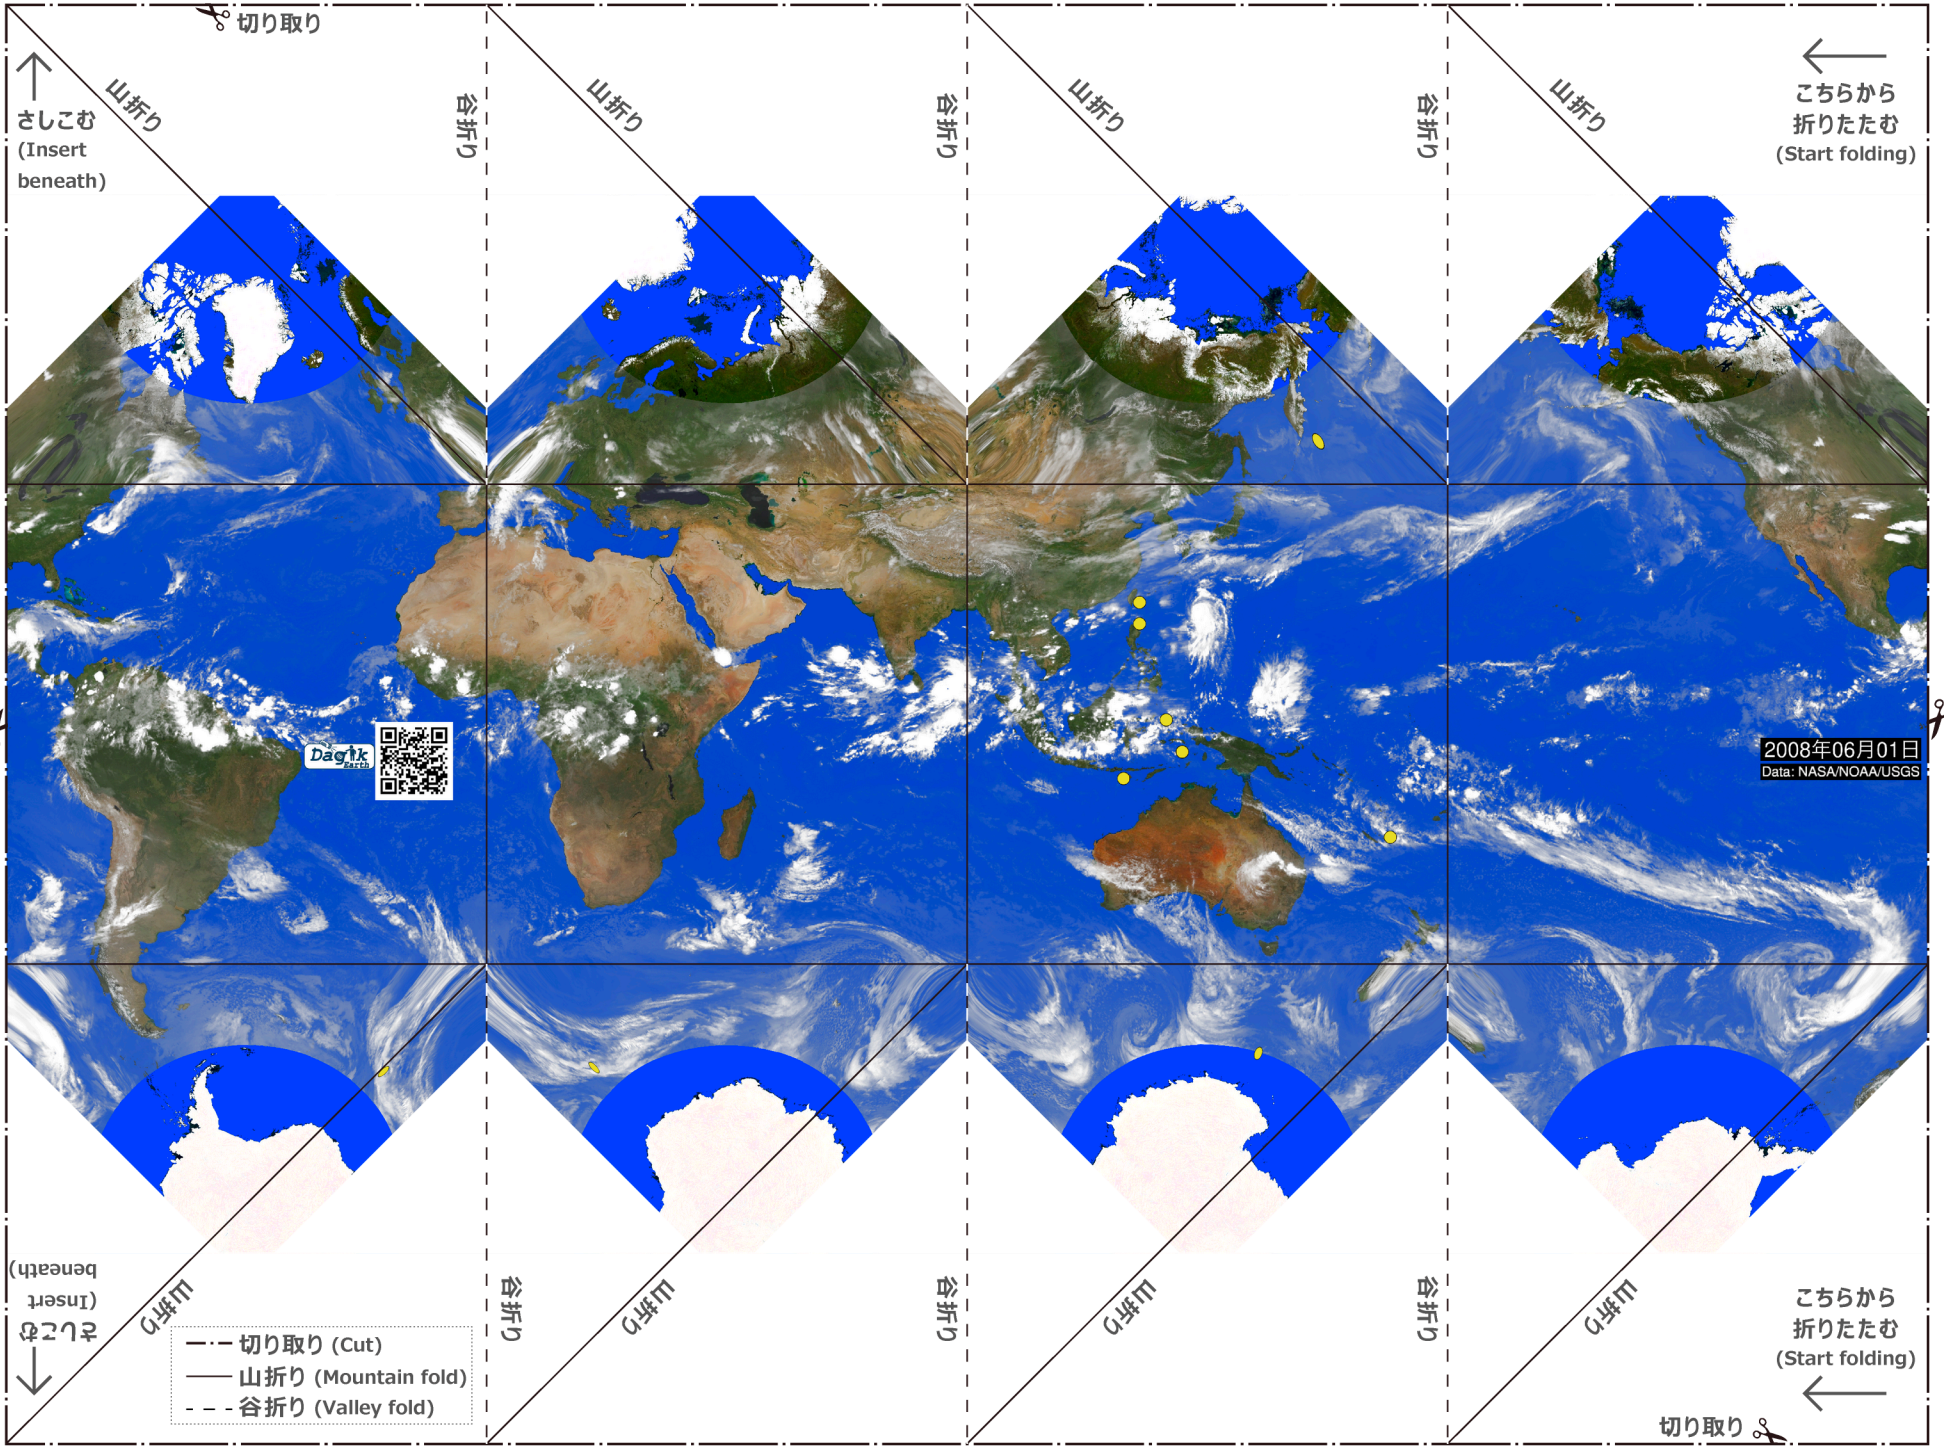 切り取り
山折り
谷折り
山折り
谷折り
山折り
谷折り
山折り
さしこむ
(Insert
beneath)
こちらから
折りたたむ
(Start folding)
Dagik
Earth
2008年06月01日
Data: NASA/NOAA/USGS
さしこむ
(Insert
beneath)
山折り
谷折り
山折り
谷折り
山折り
谷折り
山折り
こちらから
折りたたむ
(Start folding)
切り取り (Cut)
山折り (Mountain fold)
谷折り (Valley fold)
切り取り